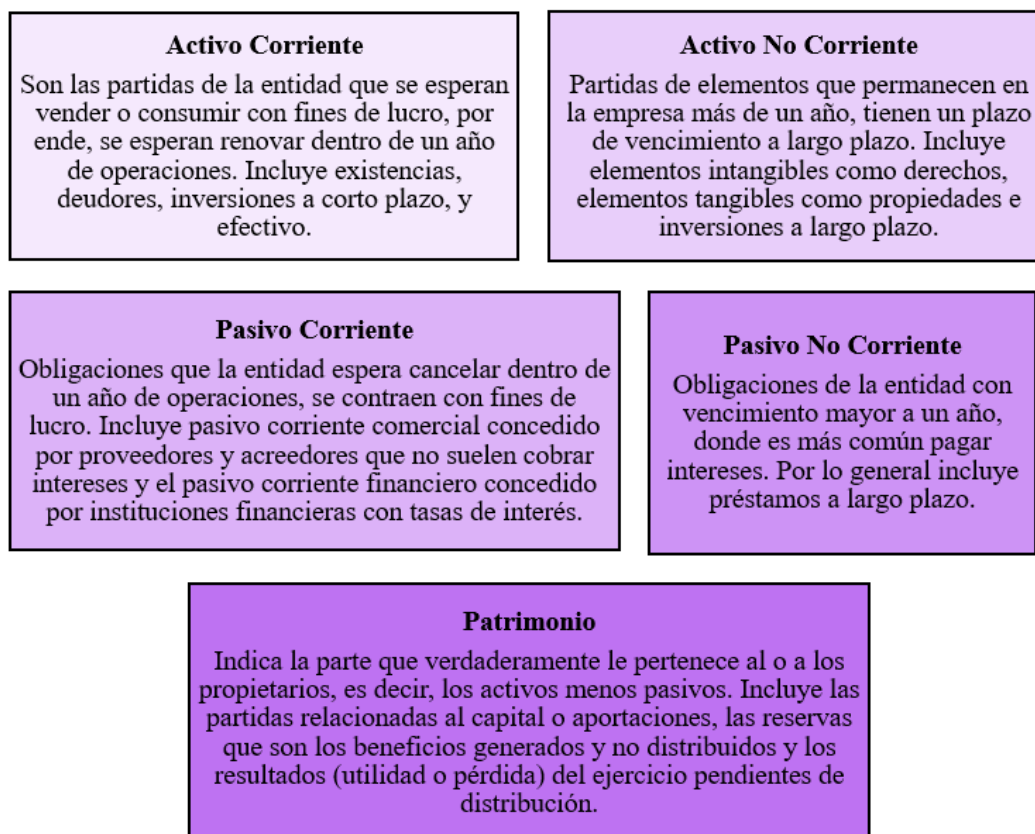 Activo Corriente
Son las partidas de la entidad que se esperan
vender o consumir con fines de lucro, por
ende, se esperan renovar dentro de un año
de operaciones. Incluye existencias,
deudores, inversiones a corto plazo, y
efectivo.
Activo No Corriente
Partidas de elementos que permanecen en
la empresa más de un año, tienen un plazo
de vencimiento a largo plazo. Incluye
elementos intangibles como derechos,
elementos tangibles como propiedades e
inversiones a largo plazo.
Pasivo Corriente
Obligaciones que la entidad espera cancelar dentro de
un año de operaciones, se contraen con fines de
lucro. Incluye pasivo corriente comercial concedido
por proveedores y acreedores que no suelen cobrar
intereses y el pasivo corriente financiero concedido
por instituciones financieras con tasas de interés.
Pasivo No Corriente
Obligaciones de la entidad con
vencimiento mayor a un año,
donde es más común pagar
intereses. Por lo general incluye
préstamos a largo plazo.
Patrimonio
Indica la parte que verdaderamente le pertenece al o a los
propietarios, es decir, los activos menos pasivos. Incluye las
partidas relacionadas al capital o aportaciones, las reservas
que son los beneficios generados y no distribuidos y los
resultados (utilidad o pérdida) del ejercicio pendientes de
distribución.